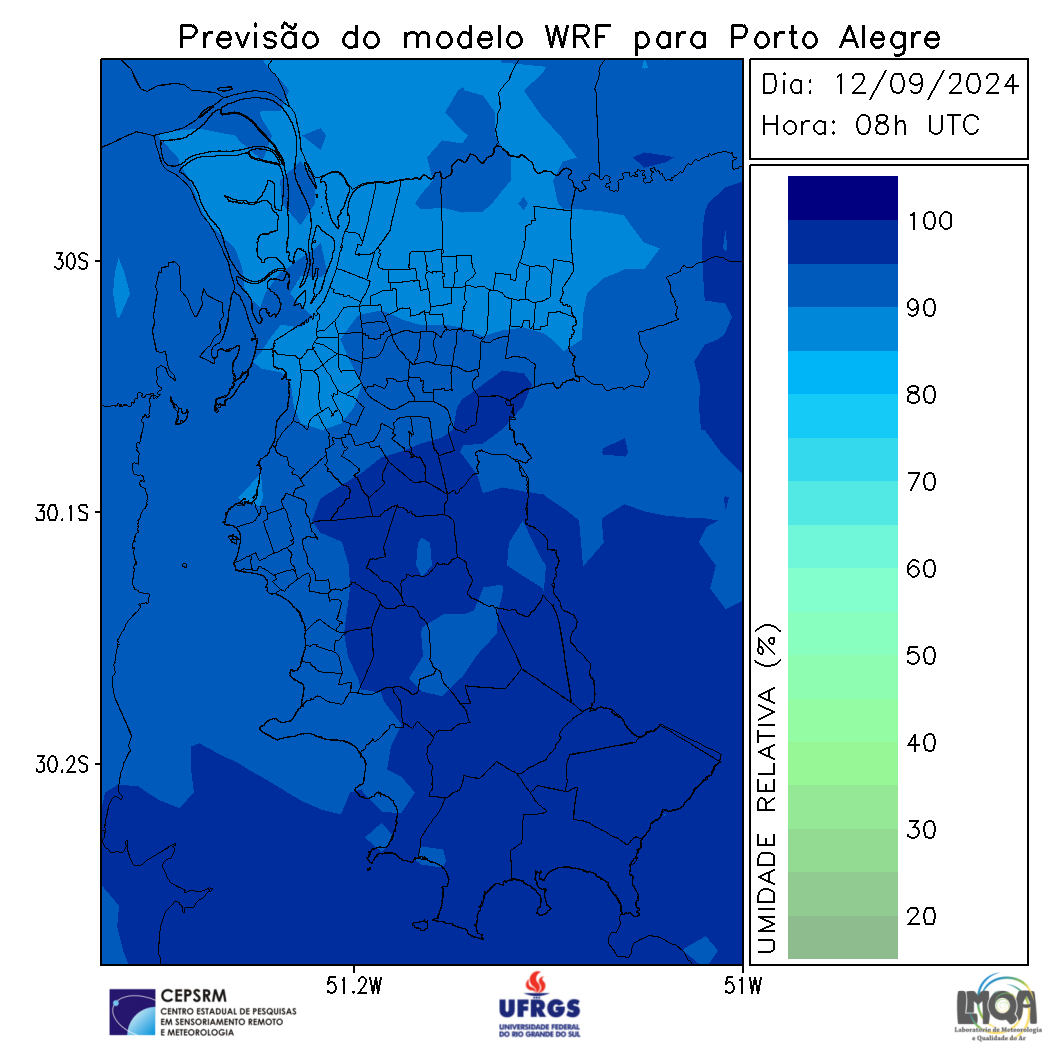 Previsão do modelo WRF para Porto Alegre
Dia: 12/09/2024
Hora: 08h UTC
30S
30.1S
30.2S
51.2W
51W
UMIDADE RELATIVA (%)
100
90
80
70
60
50
40
30
20
CEPSRM
CENTRO ESTADUAL DE PESQUISAS
EM SENSORIAMENTO REMOTO
E METEOROLOGIA
UFRGS
UNIVERSIDADE FEDERAL
DO RIO GRANDE DO SUL
LMQA
Laboratório de Meteorologia
e Qualidade do Ar